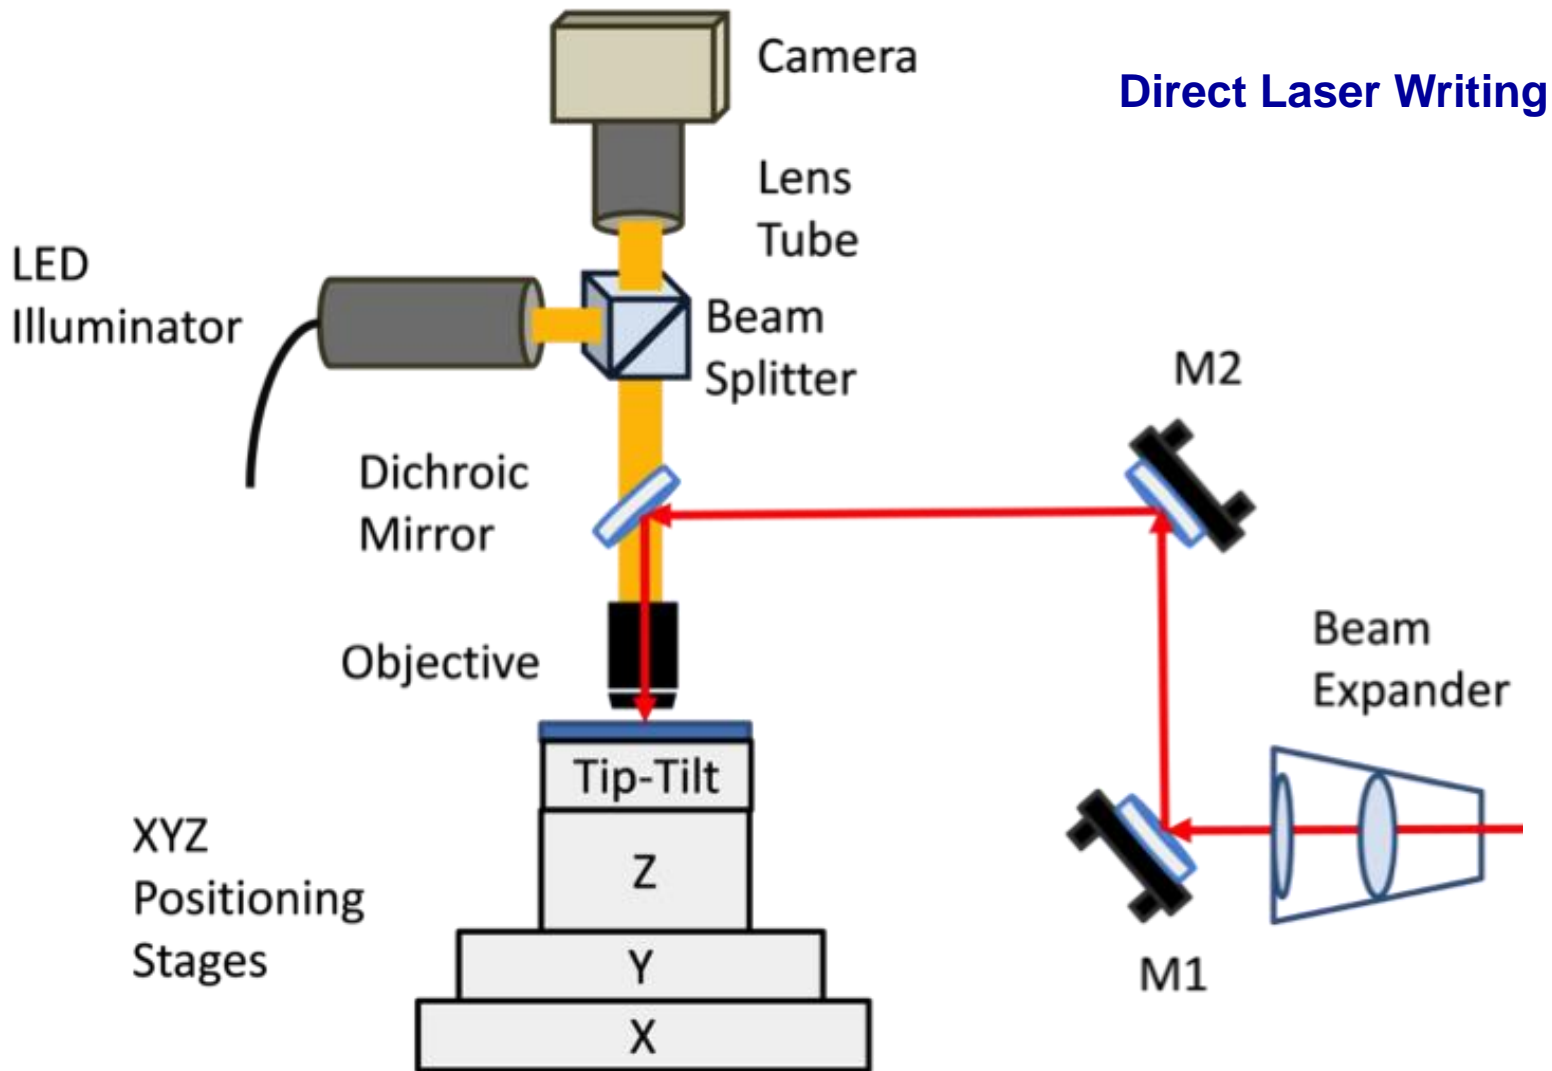 Direct Laser Writing
Camera
Lens
Tube
LED
Illuminator
Beam
Splitter
M2
Dichroic
Mirror
Objective
Beam
Expander
Tip-Tilt
XYZ
Positioning
Stages
Z
Y
X
M1